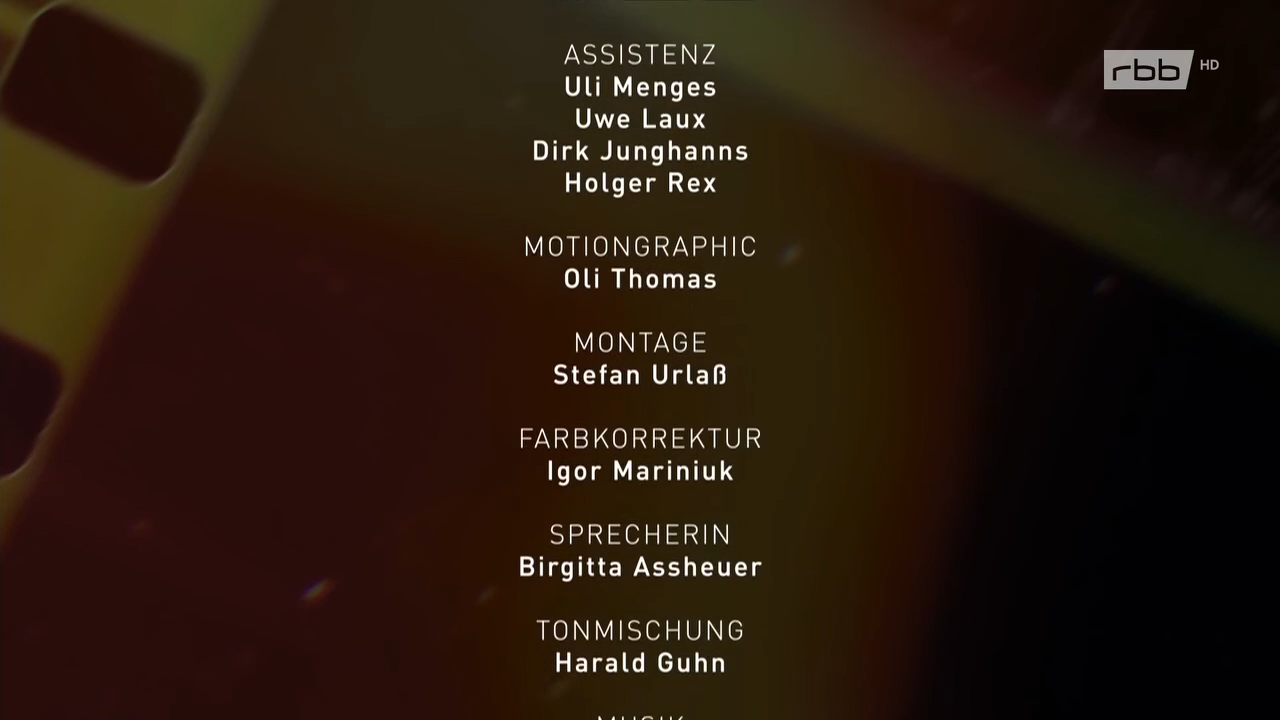 ASSISTENZ
Uli Menges
Uwe Laux
Dirk Junghanns
Holger Rex
MOTIONGRAPHIC
Oli Thomas
MONTAGE
Stefan Urlaß
FARBKORREKTUR
Igor Mariniuk
SPRECHERIN
Birgitta Assheuer
TONMISCHUNG
Harald Guhn
MUSIK
rbb HD